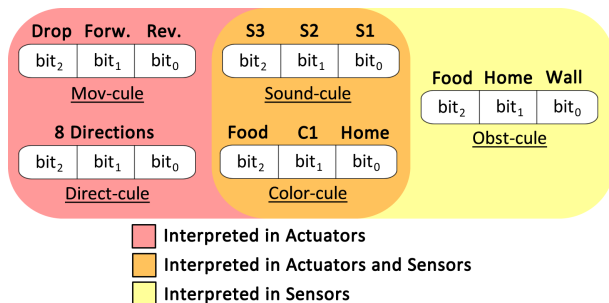 Drop Forw. Rev.
bit2 bit1 bit0
Mov-cule
8 Directions
bit2 bit1 bit0
Direct-cule
S3 S2 S1
bit2 bit1 bit0
Sound-cule
Food C1 Home
bit2 bit1 bit0
Color-cule
Food Home Wall
bit2 bit1 bit0
Obst-cule
Interpreted in Actuators
Interpreted in Actuators and Sensors
Interpreted in Sensors